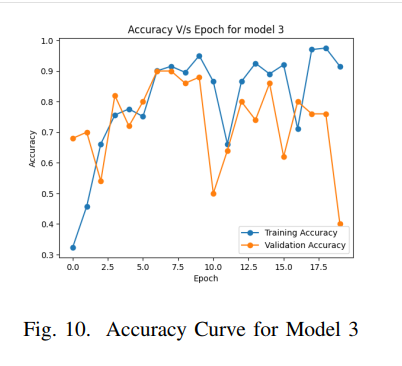 Accuracy V/s Epoch for model 3
1.0
0.9
0.8
0.7
0.6
0.5
0.4
0.3
Accuracy
Training Accuracy
Validation Accuracy
0.0 2.5 5.0 7.5 10.0 12.5 15.0 17.5
Epoch
Fig. 10. Accuracy Curve for Model 3